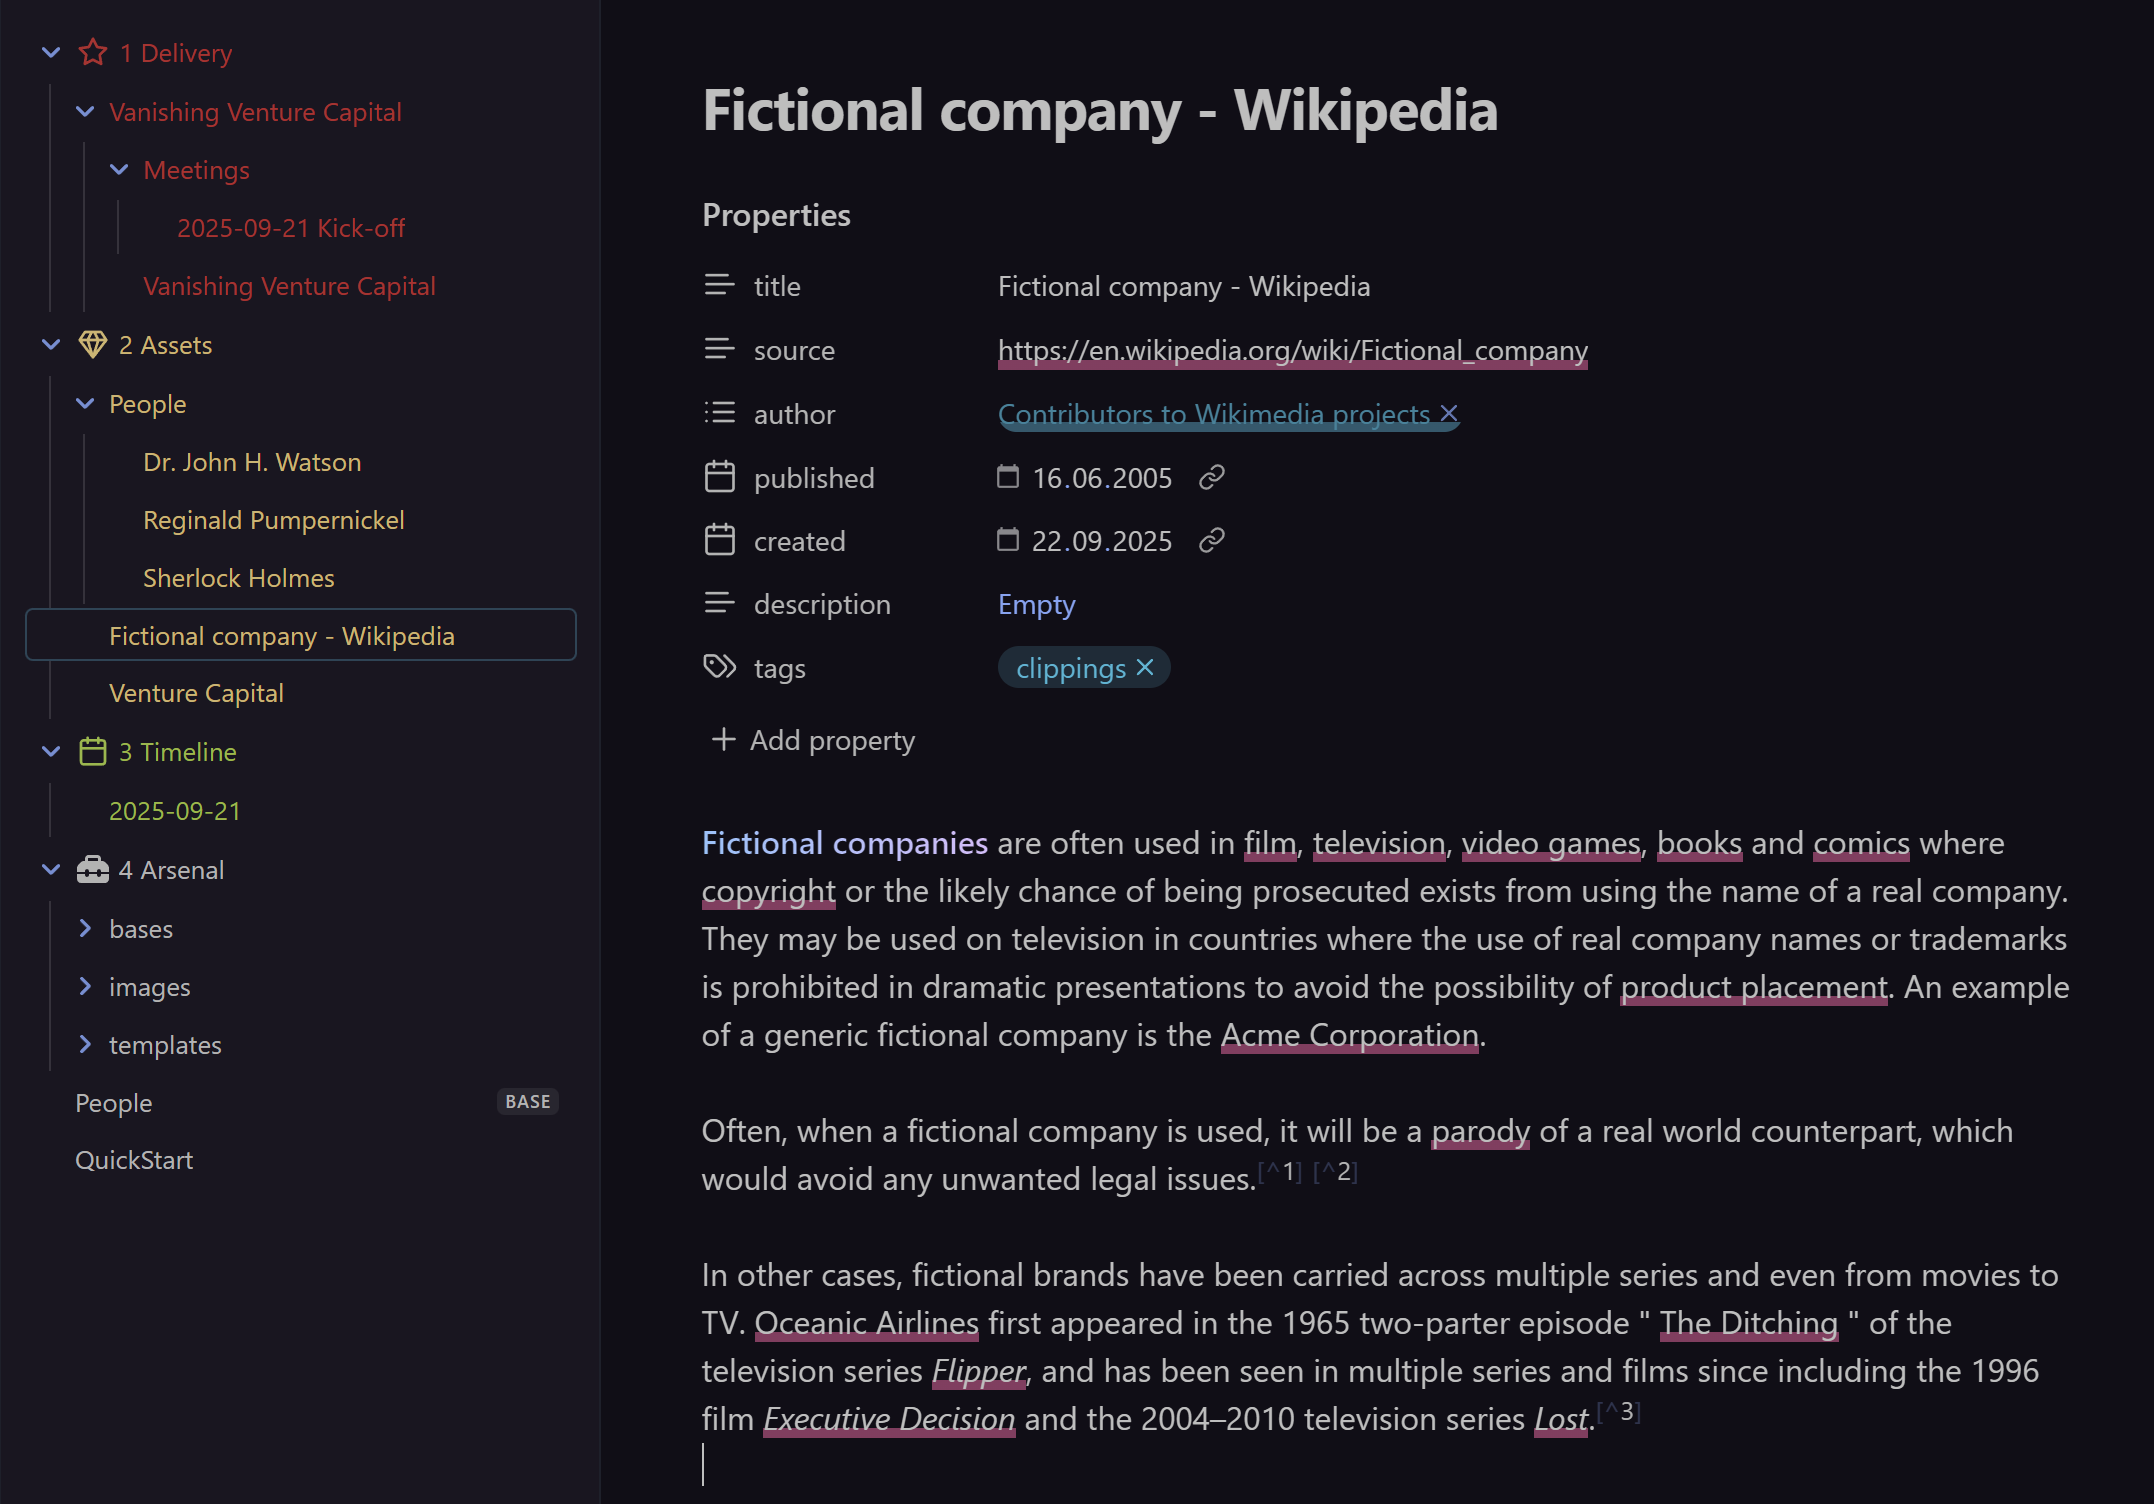 1 Delivery
Vanishing Venture Capital
Meetings
2025-09-21 Kick-off
Vanishing Venture Capital
2 Assets
People
Dr. John H. Watson
Reginald Pumpernickel
Sherlock Holmes
Fictional company - Wikipedia
Venture Capital
3 Timeline
2025-09-21
4 Arsenal
bases
images
templates
People BASE
QuickStart
Fictional company - Wikipedia
Properties
title Fictional company - Wikipedia
source https://en.wikipedia.org/wiki/Fictional_company
author Contributors to Wikimedia projects
published 16.06.2005
created 22.09.2025
description Empty
tags clippings
Add property
Fictional companies are often used in film, television, video games, books and comics where
copyright or the likely chance of being prosecuted exists from using the name of a real company.
They may be used on television in countries where the use of real company names or trademarks
is prohibited in dramatic presentations to avoid the possibility of product placement. An example
of a generic fictional company is the Acme Corporation.
Often, when a fictional company is used, it will be a parody of a real world counterpart, which
would avoid any unwanted legal issues.[^1] [^2]
In other cases, fictional brands have been carried across multiple series and even from movies to
TV. Oceanic Airlines first appeared in the 1965 two-parter episode " The Ditching " of the
television series Flipper, and has been seen in multiple series and films since including the 1996
film Executive Decision and the 2004–2010 television series Lost.[^3]